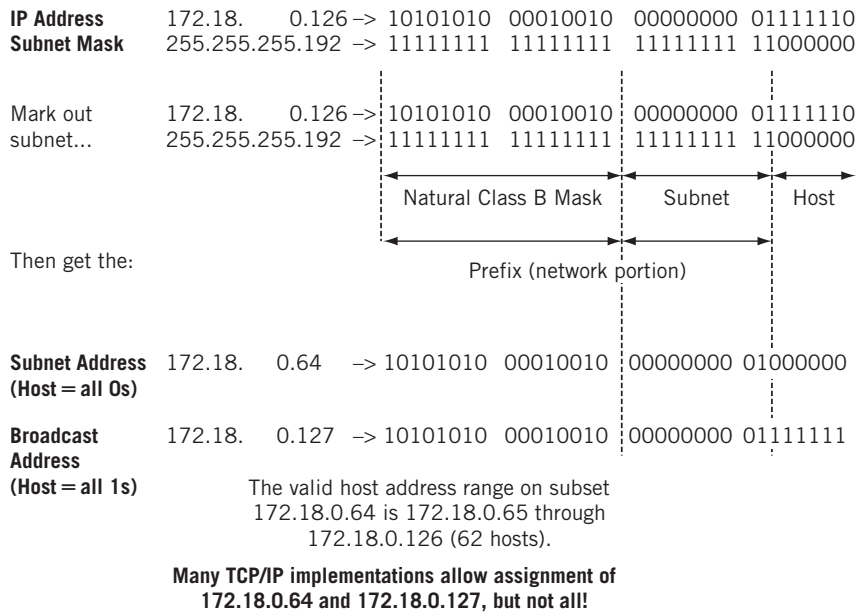 IP Address 172.18. 0.126 –> 10101010 00010010 00000000 01111110
Subnet Mask 255.255.255.192 –> 11111111 11111111 11111111 11000000
Mark out 172.18. 0.126 –> 10101010 00010010 00000000 01111110
subnet... 255.255.255.192 –> 11111111 11111111 11111111 11000000
Natural Class B Mask Subnet Host
Then get the:
Prefix (network portion)
Subnet Address 172.18. 0.64 –> 10101010 00010010 00000000 01000000
(Host = all 0s)
Broadcast 172.18. 0.127 –> 10101010 00010010 00000000 01111111
Address
(Host = all 1s)
The valid host address range on subset
172.18.0.64 is 172.18.0.65 through
172.18.0.126 (62 hosts).
Many TCP/IP implementations allow assignment of
172.18.0.64 and 172.18.0.127, but not all!